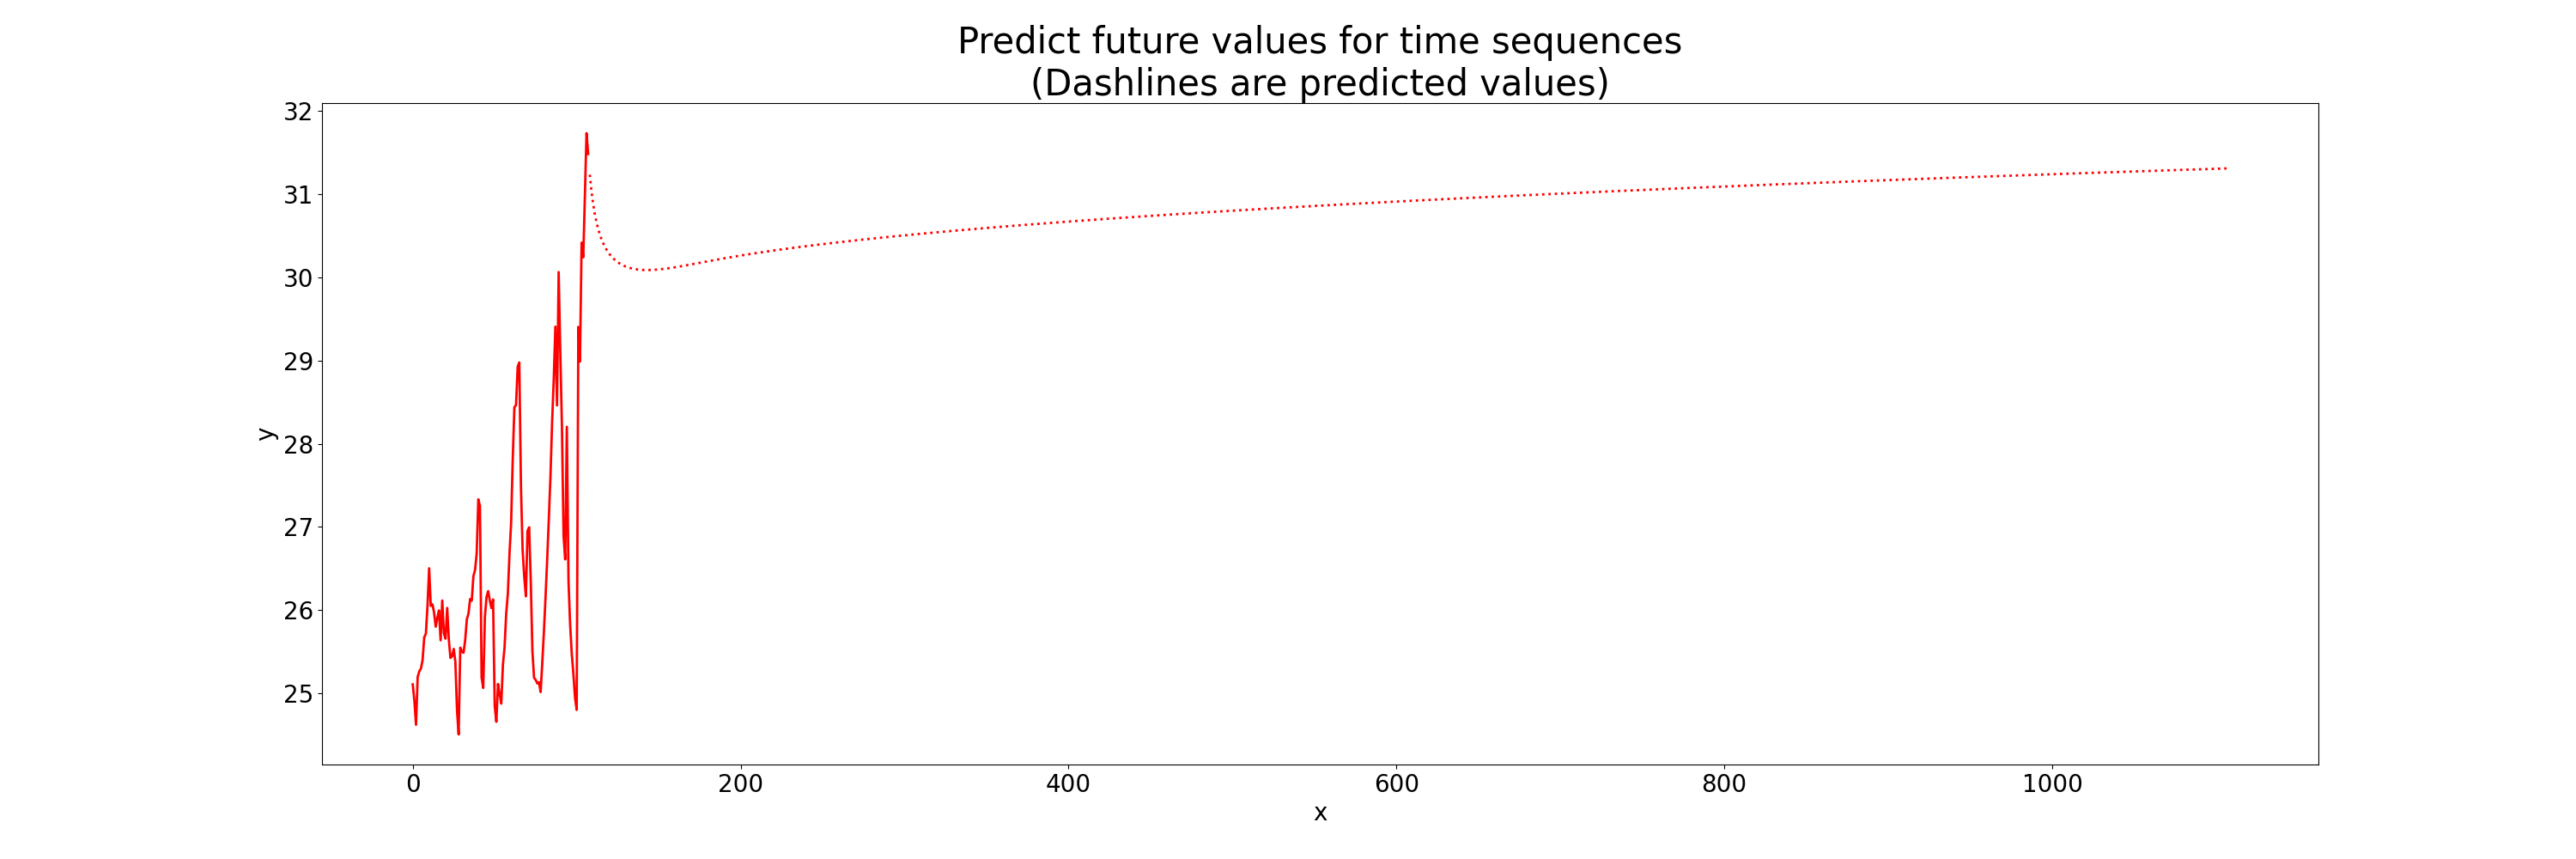 Predict future values for time sequences
(Dashlines are predicted values)
32
31
30
29
28
27
26
25
y
0 200 400 600 800 1000
x